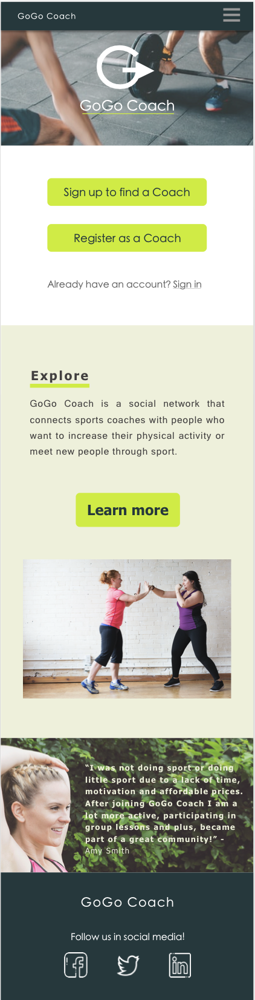 GoGo Coach
GoGo Coach
Sign up to find a Coach
Register as a Coach
Already have an account? Sign in
Explore
GoGo Coach is a social network that
connects sports coaches with people who
want to increase their physical activity or
meet new people through sport.
Learn more
“I was not doing sport or doing
little sport due to a lack of time,
motivation and affordable prices.
After joining GoGo Coach I am a
lot more active, participating in
group lessons and plus, became
part of a great community!” -
Amy Smith
GoGo Coach
Follow us in social media!